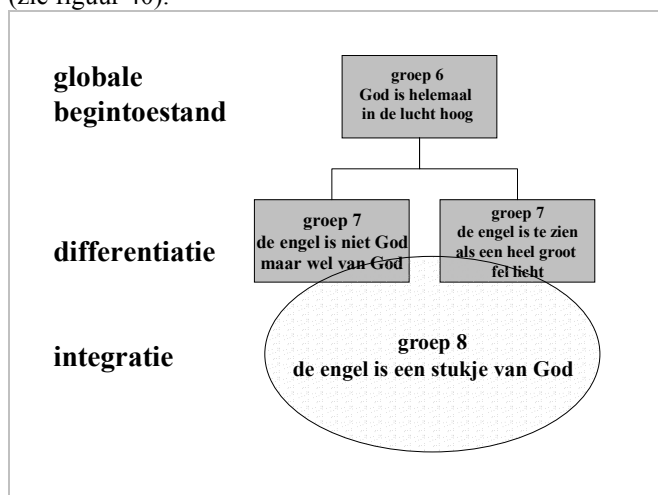 (zie figuur 40).
globale
begintoestand
groep 6
God is helemaal
in de lucht hoog
differentiatie
groep 7
de engel is niet God
maar wel van God
groep 7
de engel is te zien
als een heel groot
fel licht
integratie
groep 8
de engel is een stukje van God